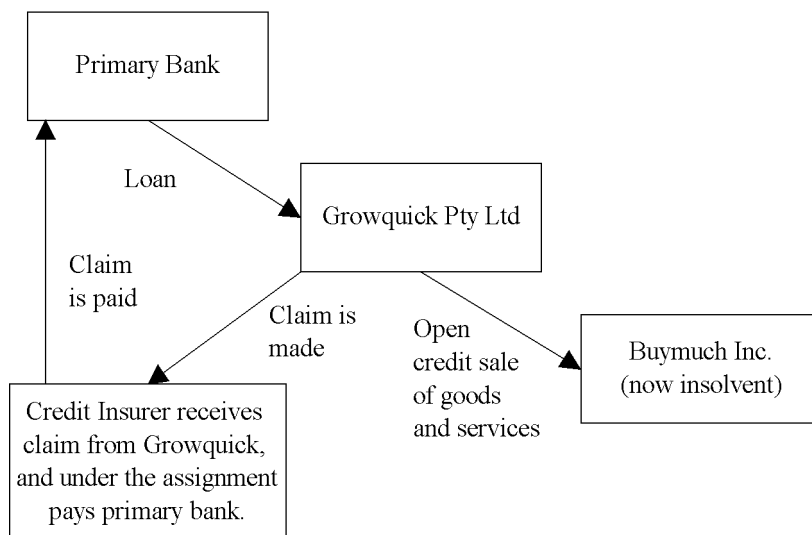 Primary Bank
Loan
Growquick Pty Ltd
Claim
is paid
Claim is
made
Open
credit sale
of goods
and services
Buymuch Inc.
(now insolvent)
Credit Insurer receives
claim from Growquick,
and under the assignment
pays primary bank.